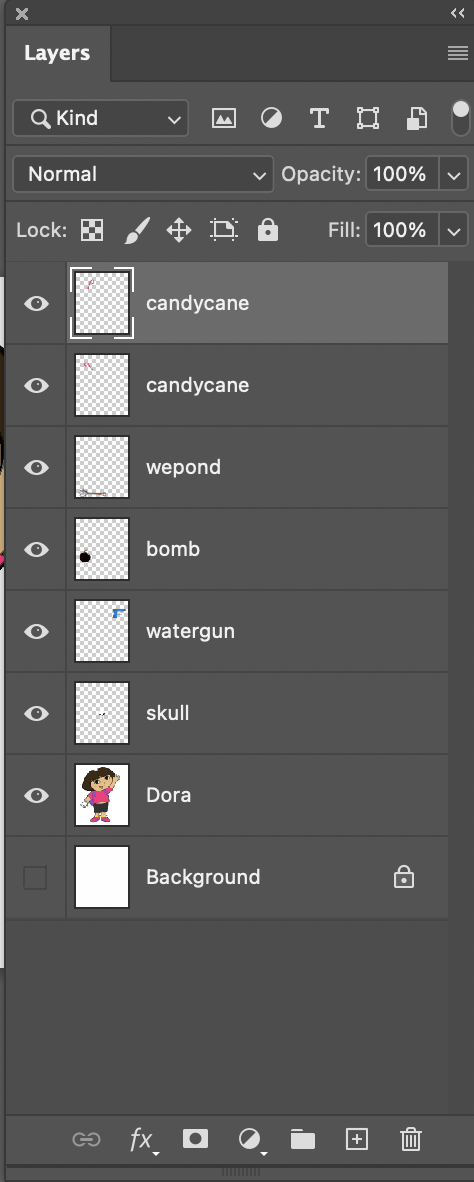 Layers
Kind
Normal Opacity: 100%
Lock: Fill: 100%
candycane
candycane
wepond
bomb
watergun
skull
Dora
Background
fx